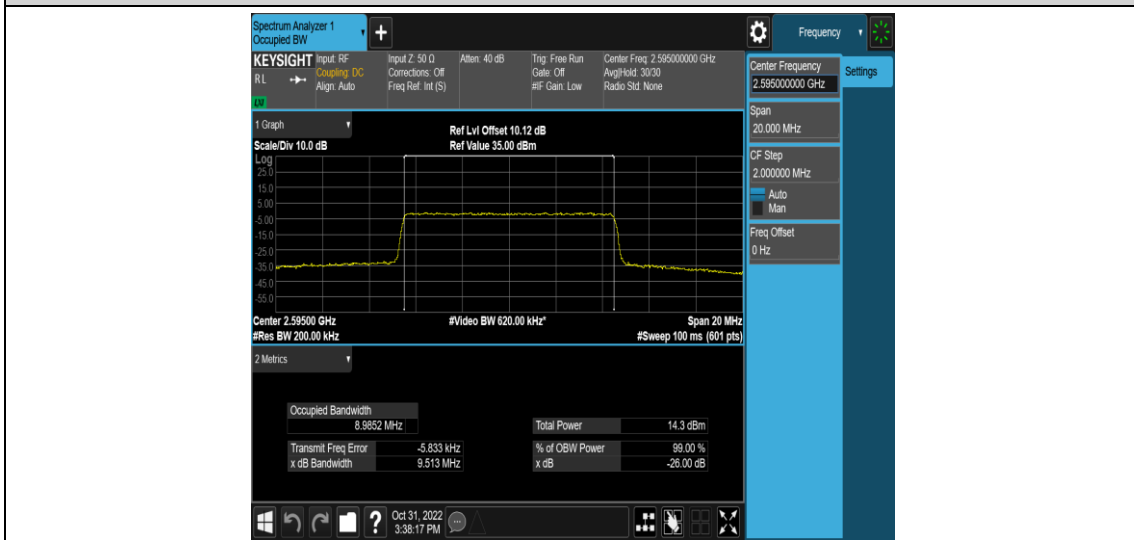 Spectrum Analyzer 1
Occupied BW
+
Frequency
KEYSIGHT
RL
LXI
Input: RF
Coupling: DC
Align: Auto
Input Z: 50 Ω
Corrections: Off
Freq Ref: Int (S)
Atten: 40 dB
Trig: Free Run
Gate: Off
#IF Gain: Low
Center Freq: 2.595000000 GHz
Avg|Hold: 30/30
Radio Std: None
Center Frequency
2.595000000 GHz
Settings
Span
20.000 MHz
CF Step
2.000000 MHz
Auto
Man
Freq Offset
0 Hz
1 Graph
Scale/Div 10.0 dB
Ref Lvl Offset 10.12 dB
Ref Value 35.00 dBm
Log
25.0
15.0
5.00
-5.00
-15.0
-25.0
-35.0
-45.0
-55.0
Center 2.59500 GHz
#Res BW 200.00 kHz
#Video BW 620.00 kHz*
Span 20 MHz
#Sweep 100 ms (601 pts)
2 Metrics
Occupied Bandwidth
8.9852 MHz
Total Power 14.3 dBm
Transmit Freq Error -5.833 kHz
% of OBW Power 99.00 %
x dB Bandwidth 9.513 MHz
x dB -26.00 dB
?
Oct 31, 2022
3:38:17 PM